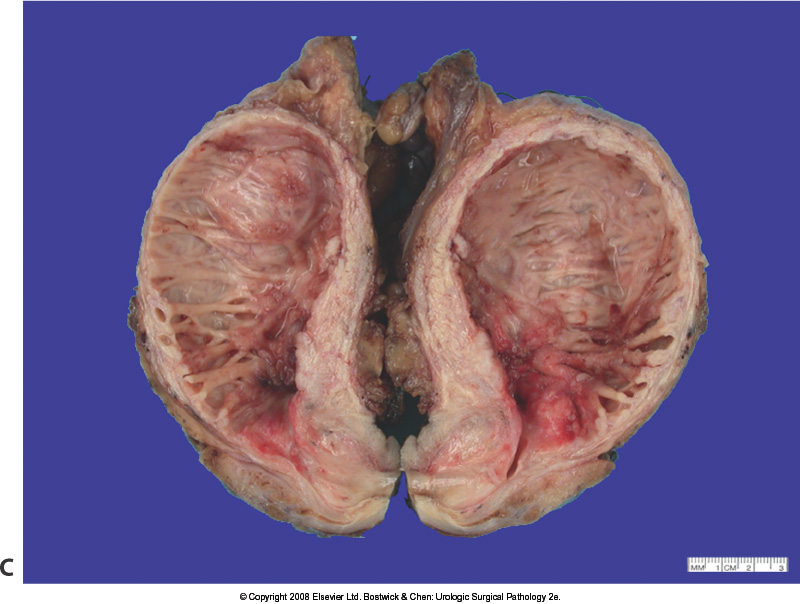 C
MM 1 CM 2 3
© Copyright 2008 Elsevier Ltd. Bostwick & Chen: Urologic Surgical Pathology 2e.